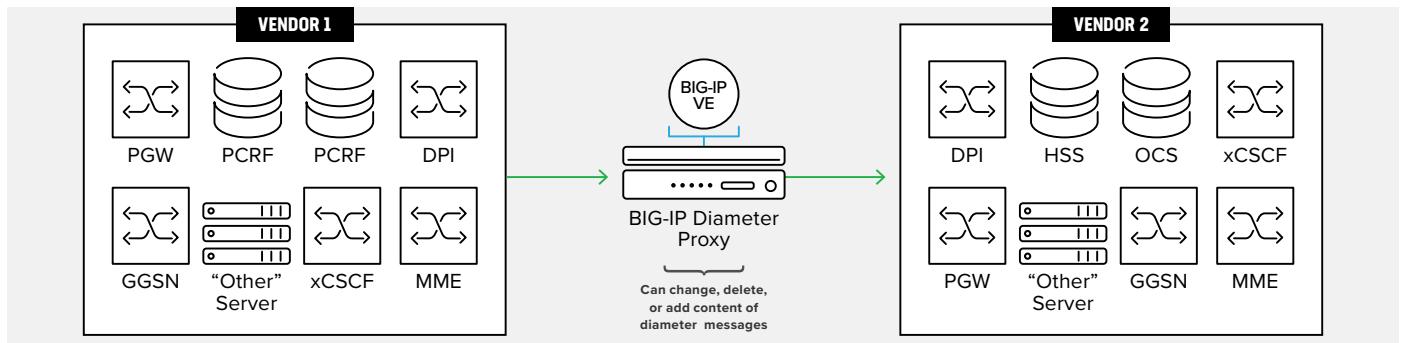 VENDOR 1
PGW
PCRF
PCRF
DPI
GGSN
“Other”
Server
xCSCF
MME
BIG-IP
VE
BIG-IP Diameter
Proxy
Can change, delete,
or add content of
diameter messages
VENDOR 2
DPI
HSS
OCS
xCSCF
PGW
“Other”
Server
GGSN
MME